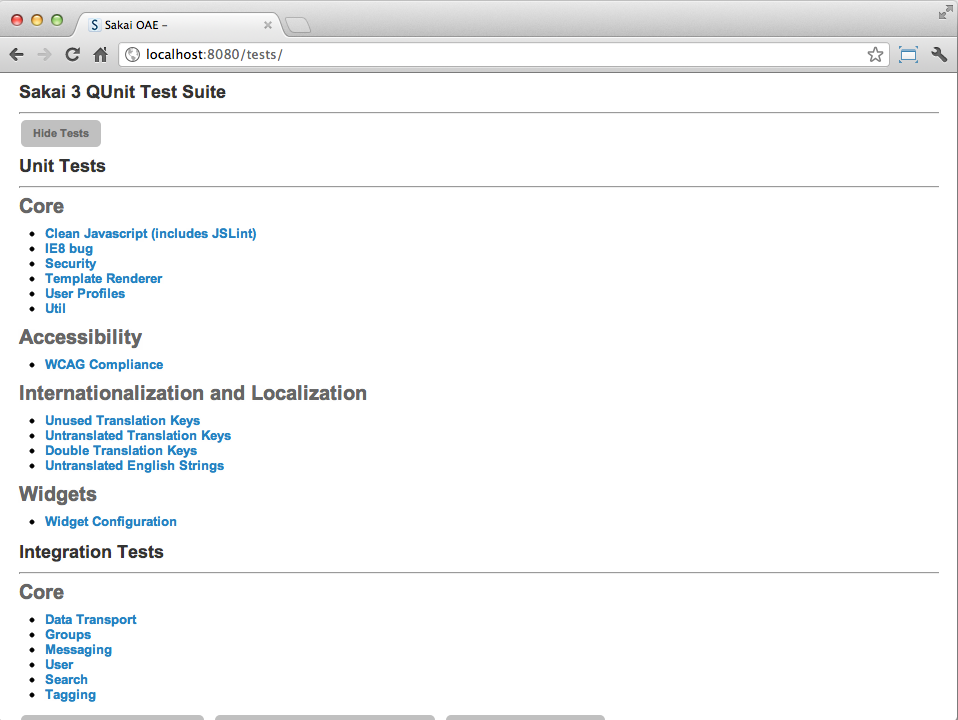 Sakai OAE –
localhost:8080/tests/
Sakai 3 QUnit Test Suite
Hide Tests
Unit Tests
Core
Clean Javascript (includes JSLint)
IE8 bug
Security
Template Renderer
User Profiles
Util
Accessibility
WCAG Compliance
Internationalization and Localization
Unused Translation Keys
Untranslated Translation Keys
Double Translation Keys
Untranslated English Strings
Widgets
Widget Configuration
Integration Tests
Core
Data Transport
Groups
Messaging
User
Search
Tagging